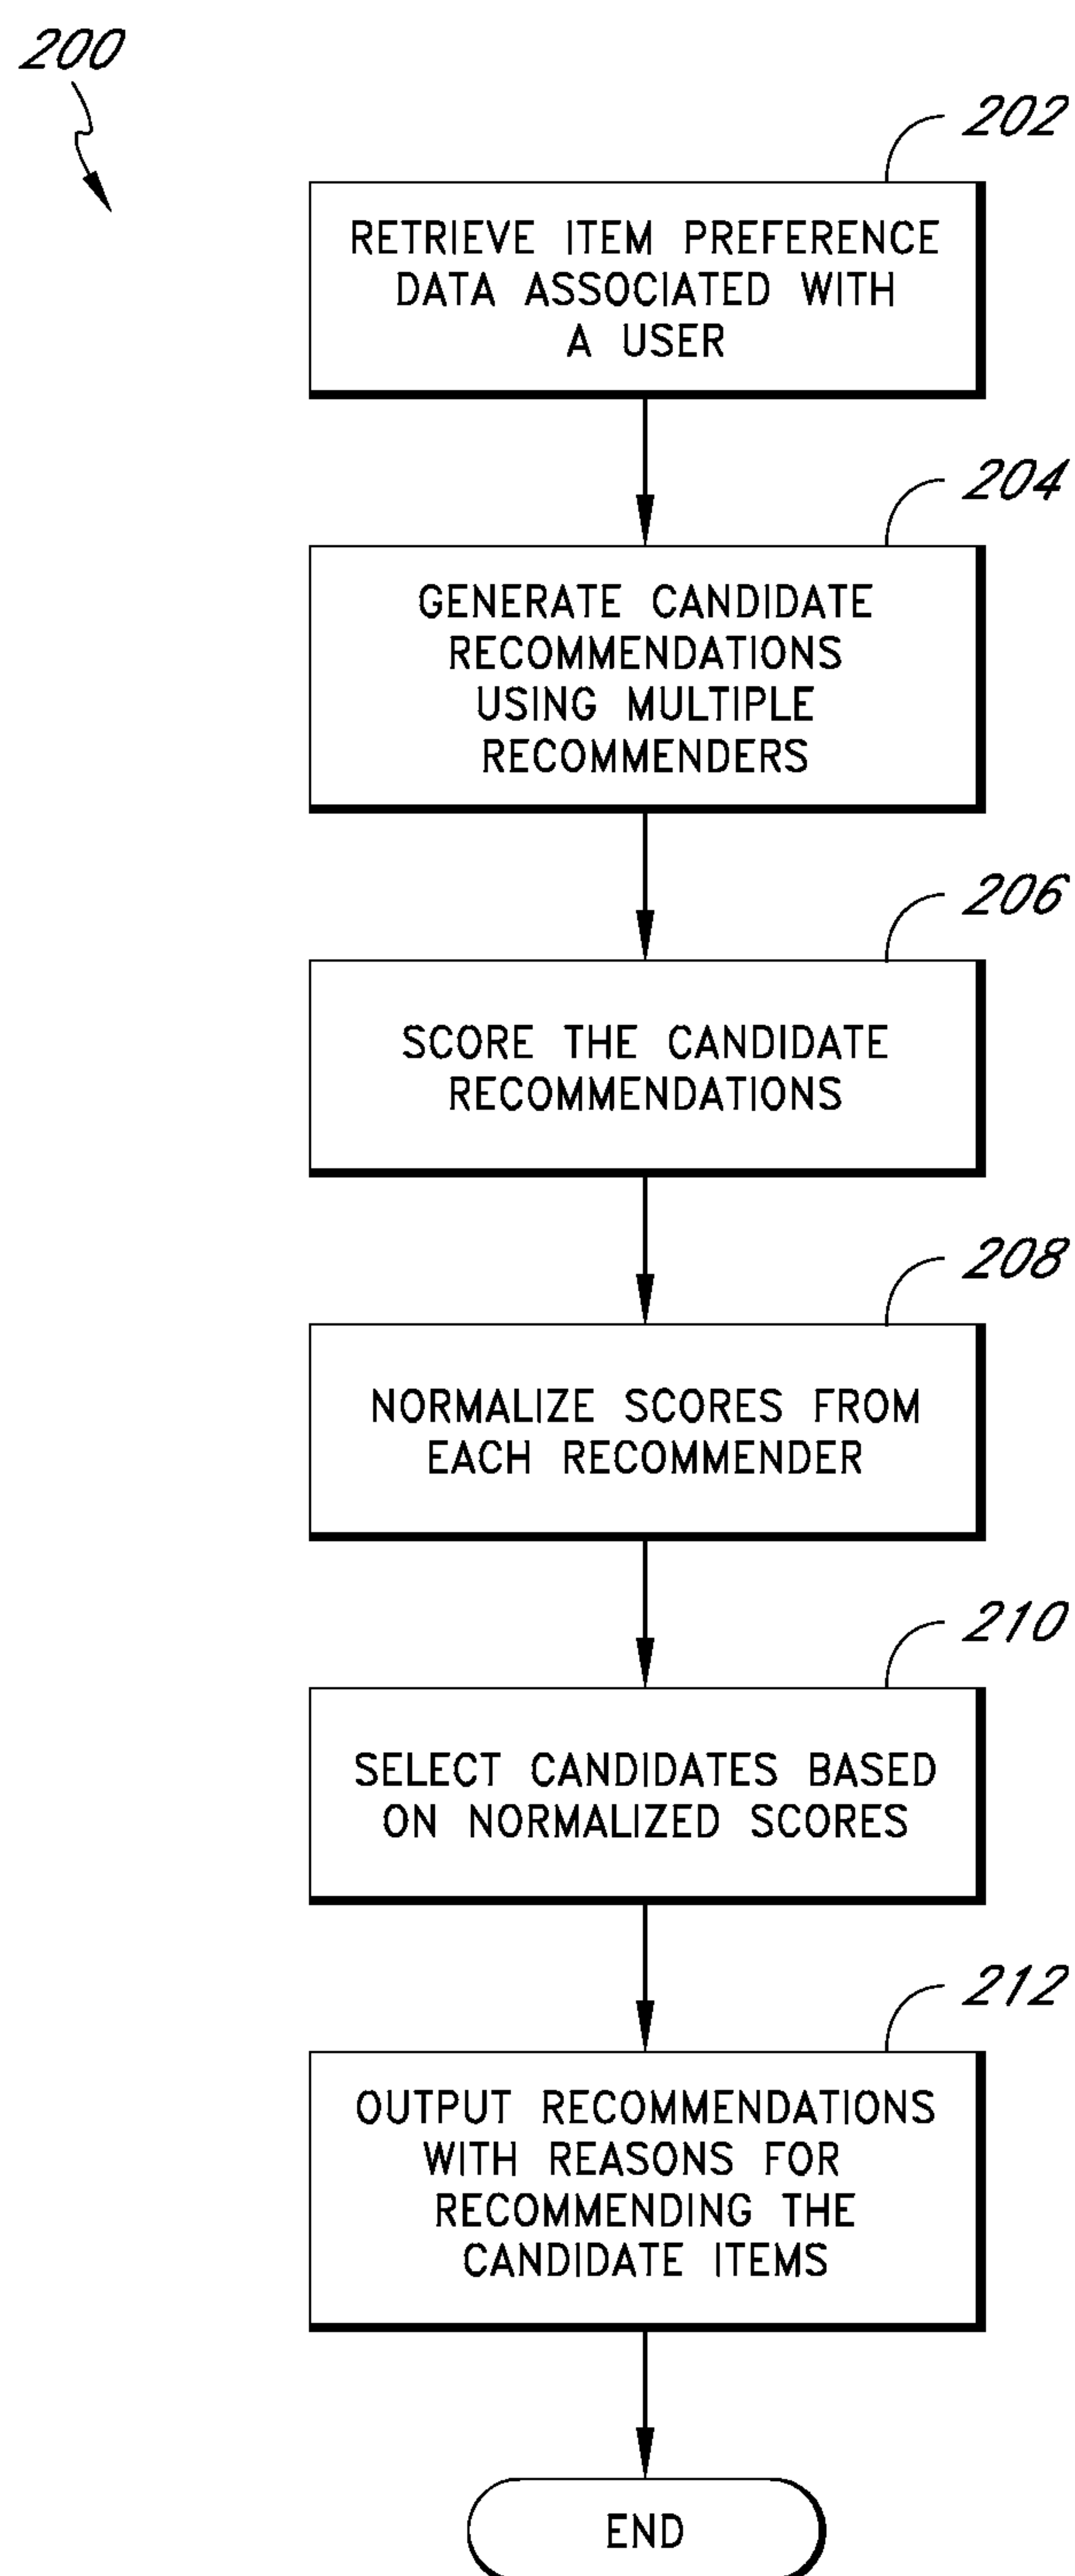 200
202
RETRIEVE ITEM PREFERENCE
DATA ASSOCIATED WITH
A USER
204
GENERATE CANDIDATE
RECOMMENDATIONS
USING MULTIPLE
RECOMMENDERS
206
SCORE THE CANDIDATE
RECOMMENDATIONS
208
NORMALIZE SCORES FROM
EACH RECOMMENDER
210
SELECT CANDIDATES BASED
ON NORMALIZED SCORES
212
OUTPUT RECOMMENDATIONS
WITH REASONS FOR
RECOMMENDING THE
CANDIDATE ITEMS
END